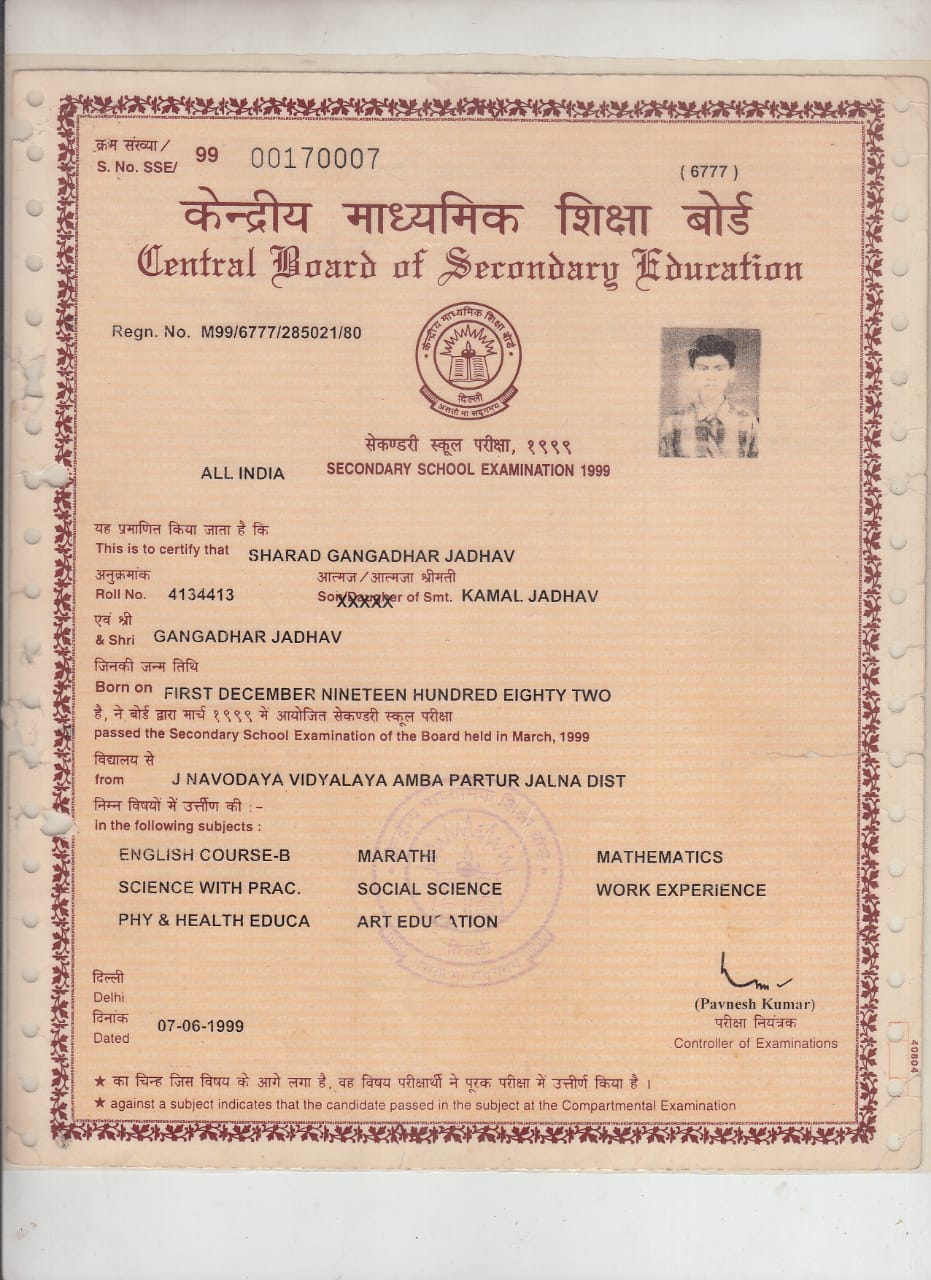 क्रम संख्या /
S. No. SSE/ 99 00170007
( 6777 )
केन्द्रीय माध्यमिक शिक्षा बोर्ड
Central Board of Secondary Education
Regn. No. M99/6777/285021/80
केन्द्रीय माध्यमिक शिक्षा बोर्ड
दिल्ली
असतो मा सद्गमय
सेकण्डरी स्कूल परीक्षा, १९९९
ALL INDIA SECONDARY SCHOOL EXAMINATION 1999
यह प्रमाणित किया जाता है कि
This is to certify that SHARAD GANGADHAR JADHAV
अनुक्रमांक आत्मज / आत्मजा श्रीमती
Roll No. 4134413 Son/Daughter of Smt. KAMAL JADHAV
XXXXX
एवं श्री
& Shri GANGADHAR JADHAV
जिनकी जन्म तिथि
Born on FIRST DECEMBER NINETEEN HUNDRED EIGHTY TWO
है, ने बोर्ड द्वारा मार्च १९९९ में आयोजित सेकण्डरी स्कूल परीक्षा
passed the Secondary School Examination of the Board held in March, 1999
विद्यालय से
from J NAVODAYA VIDYALAYA AMBA PARTUR JALNA DIST
निम्न विषयों में उर्त्तीण की :-
in the following subjects :
ENGLISH COURSE-B MARATHI MATHEMATICS
SCIENCE WITH PRAC. SOCIAL SCIENCE WORK EXPERIENCE
PHY & HEALTH EDUCA ART EDUCATION
दिल्ली
Delhi
दिनांक
Dated 07-06-1999
(Pavnesh Kumar)
परीक्षा नियंत्रक
Controller of Examinations
40804
★ का चिन्ह जिस विषय के आगे लगा है, वह विषय परीक्षार्थी ने पूरक परीक्षा में उत्तीर्ण किया है ।
★ against a subject indicates that the candidate passed in the subject at the Compartmental Examination